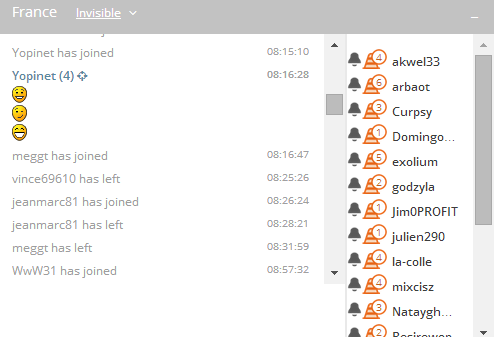 France Invisible
Yopinet has joined 08:15:10
Yopinet (4) 08:16:28
meggt has joined 08:16:47
vince69610 has left 08:25:26
jeanmarc81 has joined 08:26:24
jeanmarc81 has left 08:28:21
meggt has left 08:31:59
WwW31 has joined 08:57:32
4 akwel33
6 arbaot
3 Curpsy
1 Domingo...
5 exolium
2 godzyla
1 Jim0PROFIT
1 julien290
4 la-colle
4 mixcisz
3 Nataygh...
2